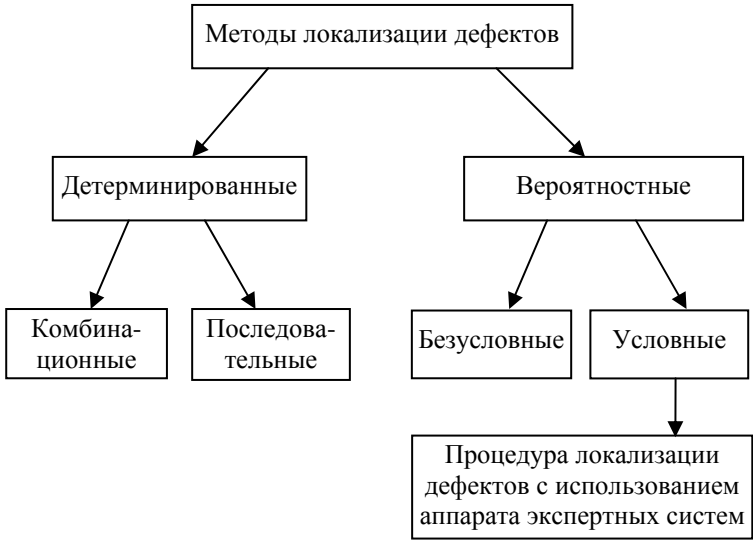 Методы локализации дефектов
Детерминированные
Вероятностные
Комбина-
ционные
Последова-
тельные
Безусловные
Условные
Процедура локализации
дефектов с использованием
аппарата экспертных систем